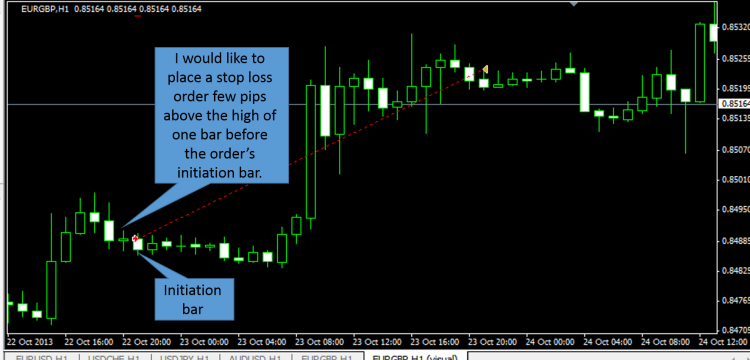 EURGBP,H1 0.85164 0.85164 0.85164 0.85164
I would like to
place a stop loss
order few pips
above the high of
one bar before
the order's
initiation bar.
Initiation
bar
0.85320
0.85255
0.85195
0.85164
0.85135
0.85070
0.85010
0.84950
0.84885
0.84825
0.84765
0.84705
22 Oct 2013 22 Oct 16:00 22 Oct 20:00 23 Oct 00:00 23 Oct 04:00 23 Oct 08:00 23 Oct 12:00 23 Oct 16:00 23 Oct 20:00 24 Oct 00:00 24 Oct 04:00 24 Oct 08:00 24 Oct 12:00
EURUSD,H1 USDCHF,H1 USDJPY,H1 AUDUSD,H1 EURGBP,H1 EURGBP,H1 (visual)